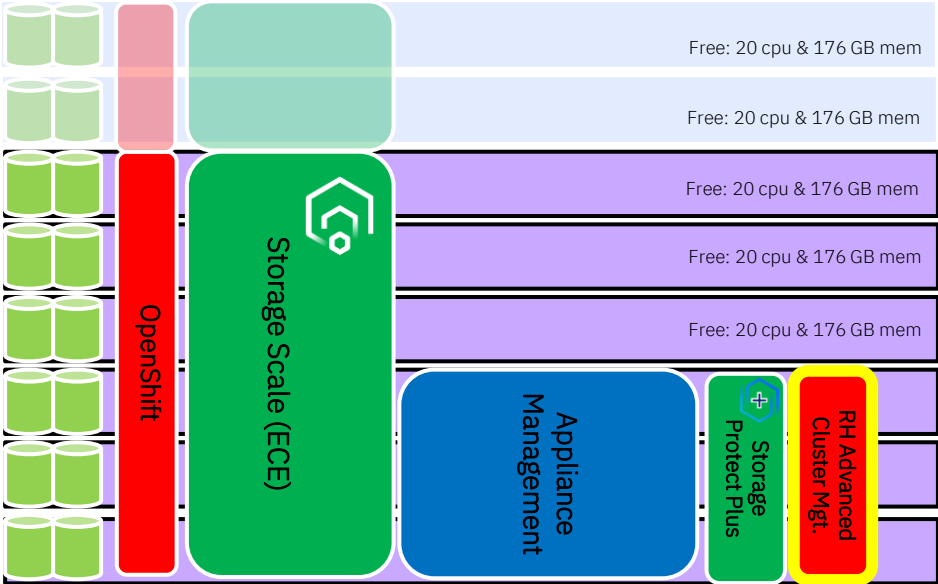 Free: 20 cpu & 176 GB mem
Free: 20 cpu & 176 GB mem
Free: 20 cpu & 176 GB mem
Free: 20 cpu & 176 GB mem
Free: 20 cpu & 176 GB mem
OpenShift
Storage Scale (ECE)
Appliance
Management
Storage
Protect Plus
RH Advanced
Cluster Mgt.